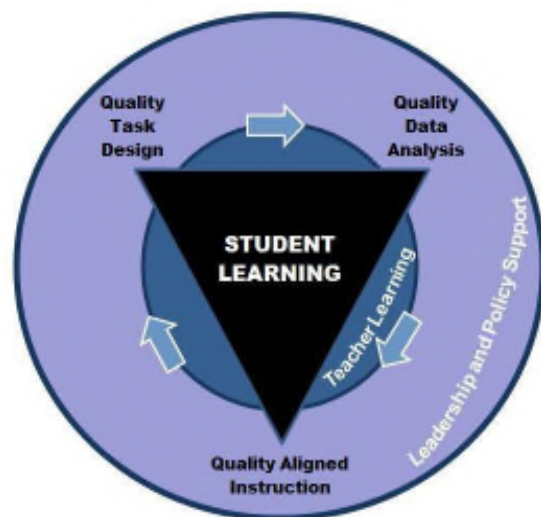 Quality
Task
Design
Quality
Data
Analysis
STUDENT
LEARNING
Teacher Learning
Leadership and Policy Support
Quality Aligned
Instruction